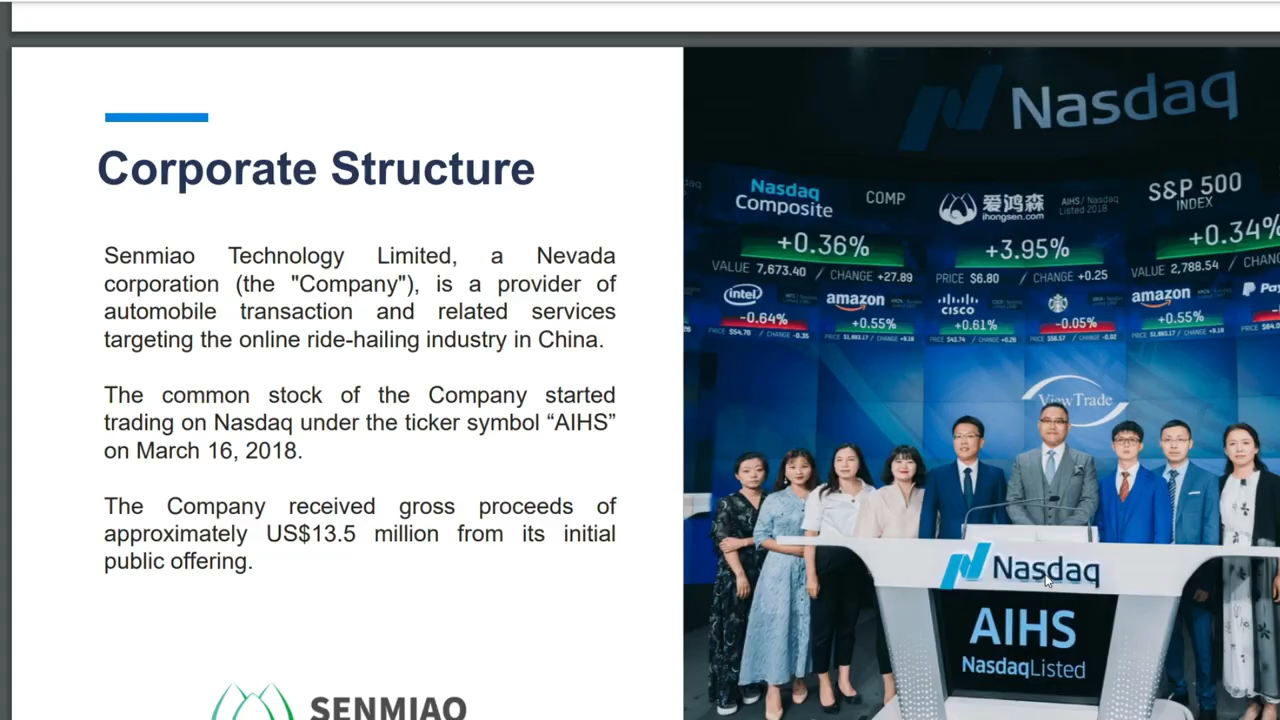 Corporate Structure
Senmiao Technology Limited, a Nevada
corporation (the "Company"), is a provider of
automobile transaction and related services
targeting the online ride-hailing industry in China.
The common stock of the Company started
trading on Nasdaq under the ticker symbol “AIHS”
on March 16, 2018.
The Company received gross proceeds of
approximately US$13.5 million from its initial
public offering.
SENMIAO
Nasdaq
Nasdaq
Composite
COMP
+0.36%
VALUE 7,673.40 / CHANGE +27.89
爱鸿森
ihongsen.com
AIHS / Nasdaq
Listed 2018
+3.95%
PRICE $6.80 / CHANGE +0.25
S&P 500
INDEX
+0.34%
VALUE 2,788.54 / CHAN
intel
-0.64%
amazon
+0.55%
CISCO
+0.61%
-0.05%
amazon
+0.55%
Pay
ViewTrade
Nasdaq
AIHS
NasdaqListed